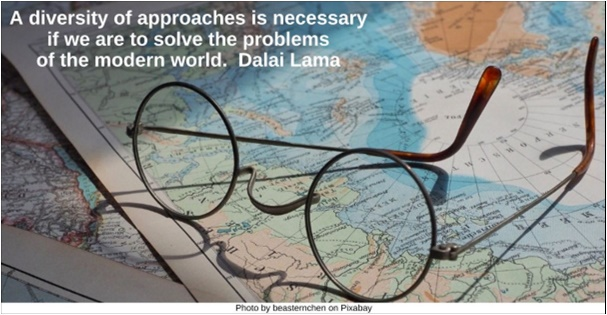 A diversity of approaches is necessary
if we are to solve the problems
of the modern world.  Dalai Lama
Photo by beasternchen on Pixabay